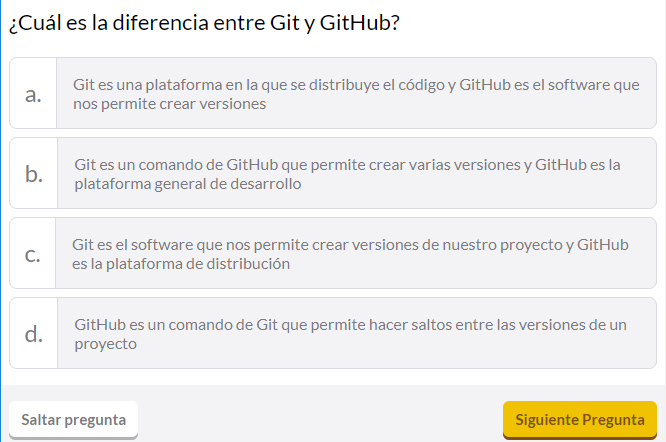 ¿Cuál es la diferencia entre Git y GitHub?
a.
Git es una plataforma en la que se distribuye el código y GitHub es el software que
nos permite crear versiones
b.
Git es un comando de GitHub que permite crear varias versiones y GitHub es la
plataforma general de desarrollo
c.
Git es el software que nos permite crear versiones de nuestro proyecto y GitHub
es la plataforma de distribución
d.
GitHub es un comando de Git que permite hacer saltos entre las versiones de un
proyecto
Saltar pregunta
Siguiente Pregunta